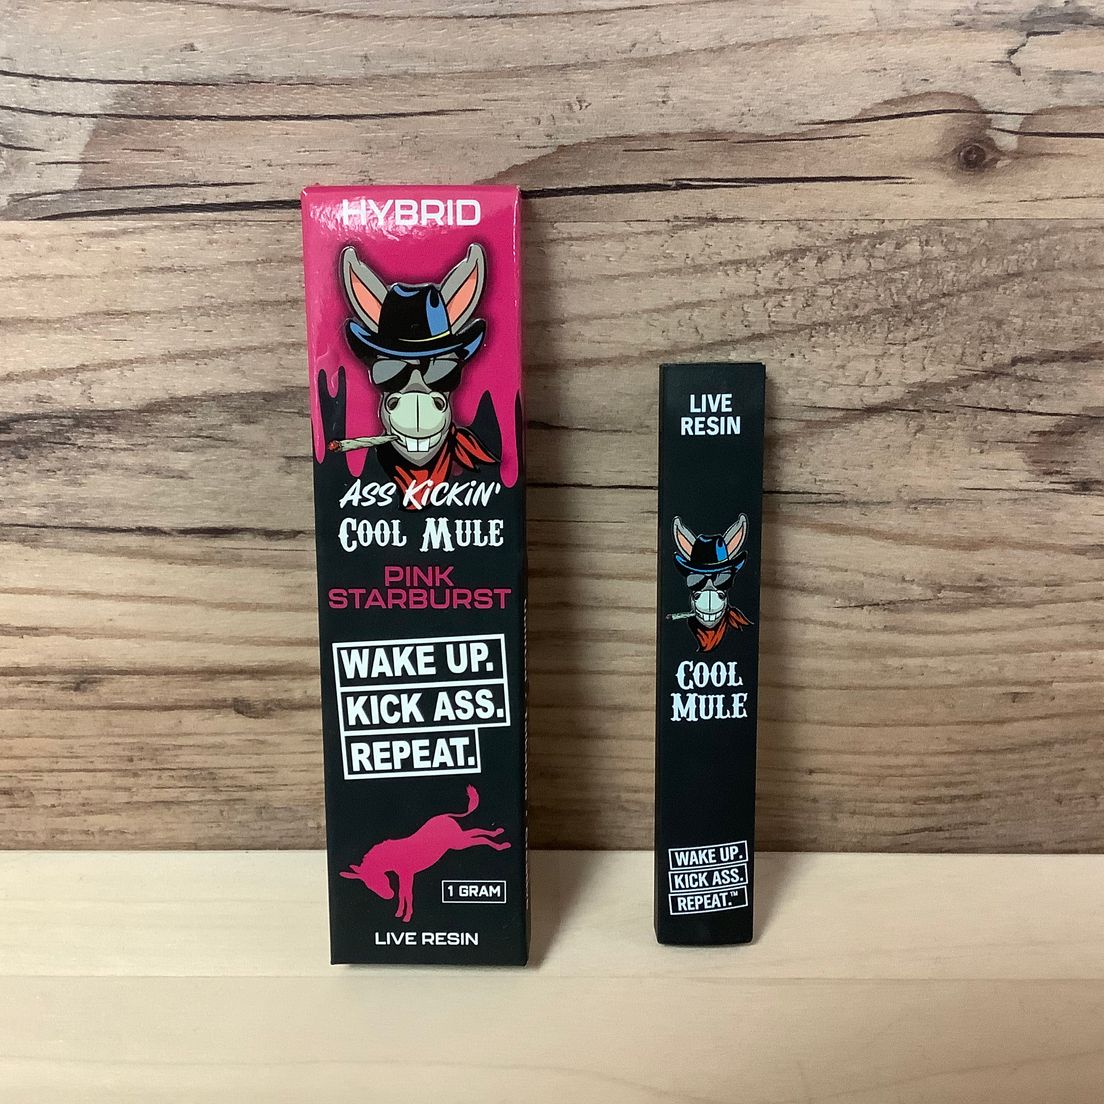 HYBRID
ASS KiCKiN'
COOL MULE
PINK
STARBURST
WAKE UP.
KICK ASS.
REPEAT.
1 GRAM
LIVE RESIN
LIVE
RESIN
COOL
MULE
WAKE UP.
KICK ASS.
REPEAT.™